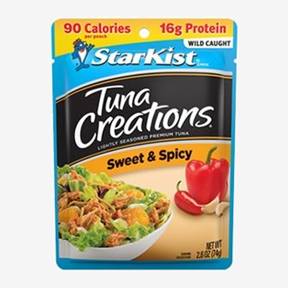 90 Calories 16g Protein
per pouch
WILD CAUGHT
StarKist
Tuna
Creations
LIGHTLY SEASONED PREMIUM TUNA
Sweet & Spicy
NET WT
2.6 OZ (74g)